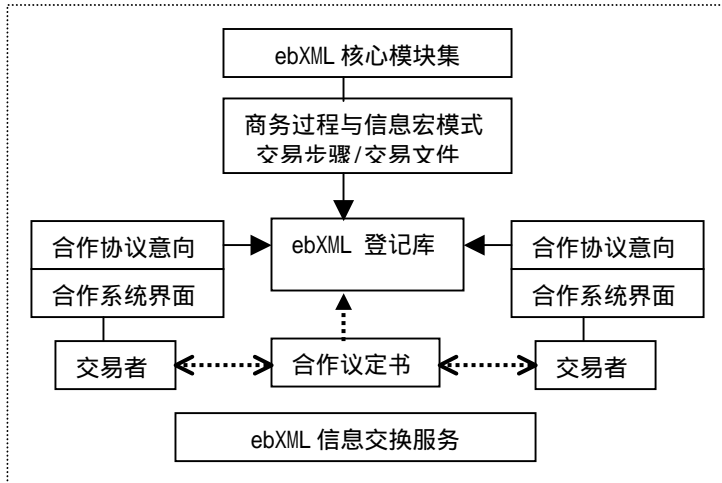 ebXML 核心模块集
商务过程与信息宏模式
交易步骤/交易文件
合作协议意向
ebXML 登记库
合作协议意向
合作系统界面
合作系统界面
交易者
合作议定书
交易者
ebXML 信息交换服务